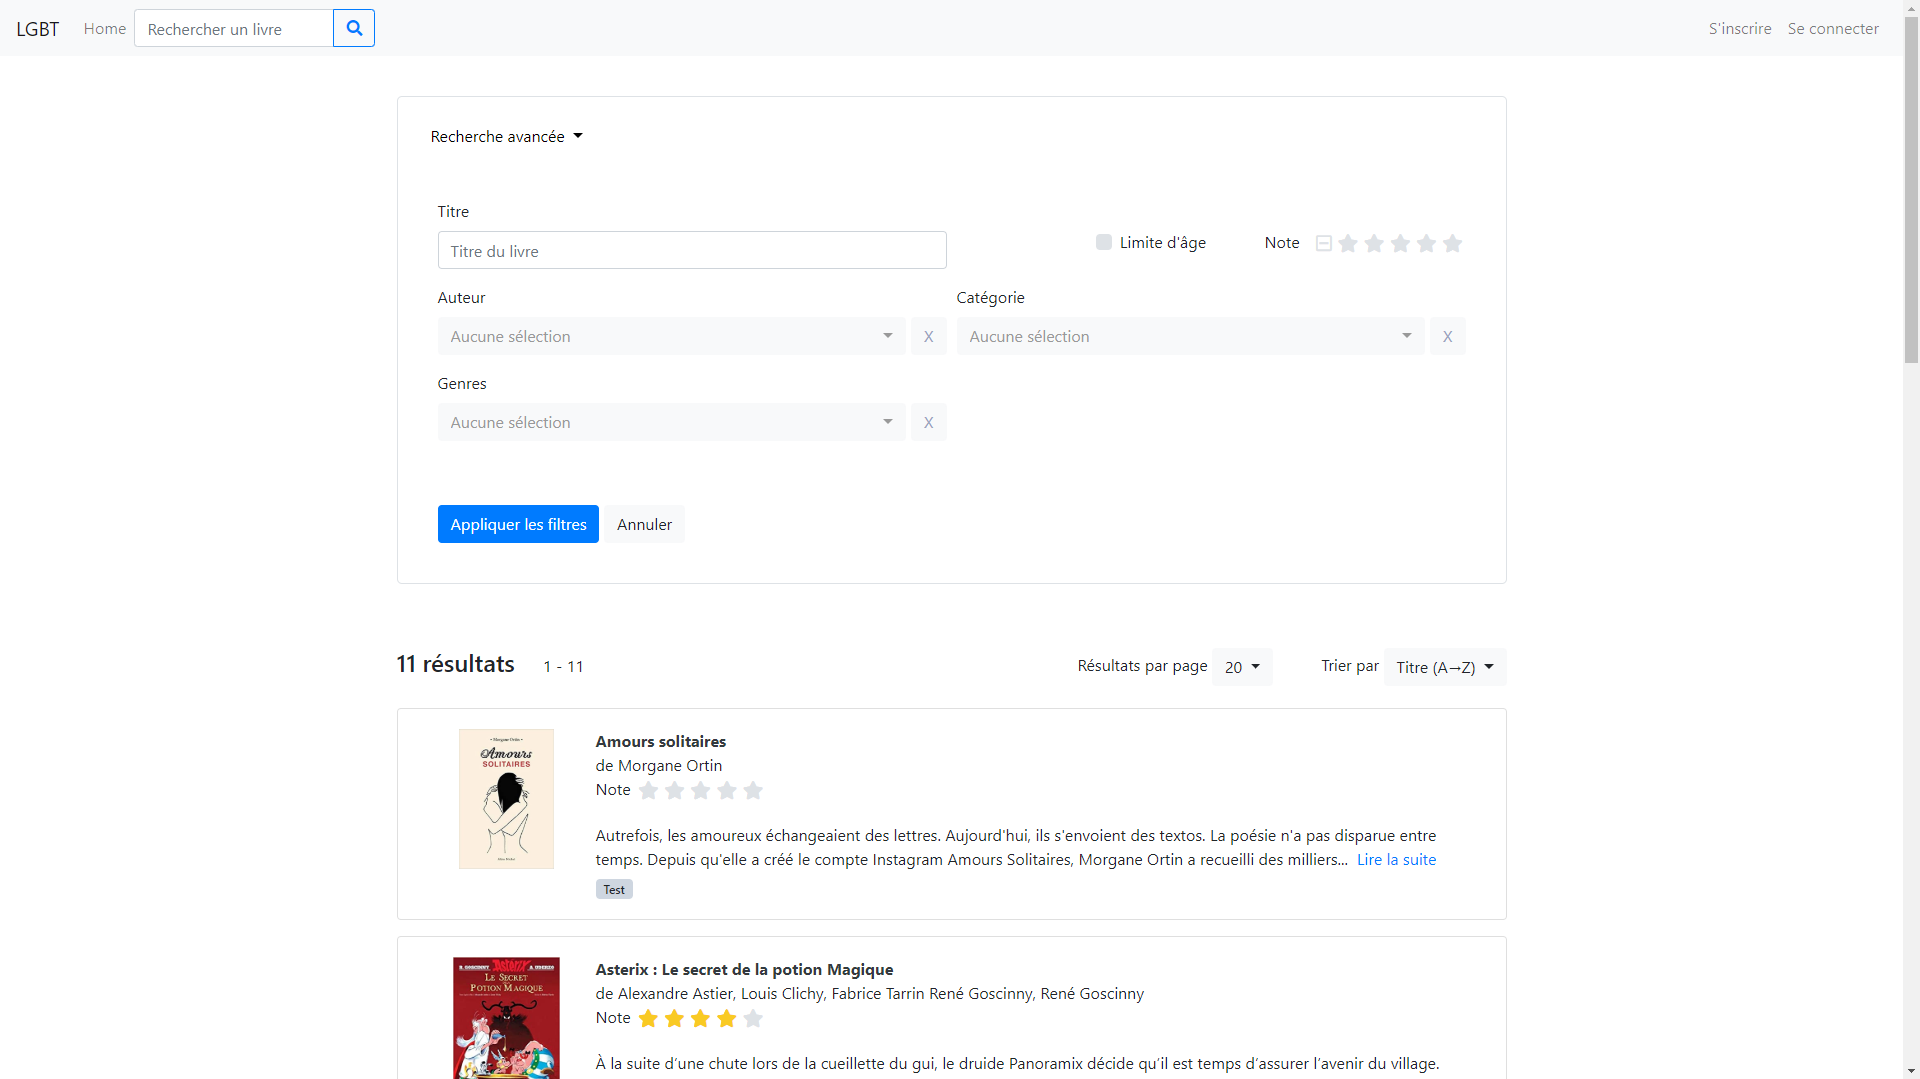 LGBT Home Rechercher un livre S'inscrire Se connecter
Recherche avancée
Titre
Titre du livre
Limite d'âge Note
Auteur Catégorie
Aucune sélection X Aucune sélection X
Genres
Aucune sélection X
Appliquer les filtres Annuler
11 résultats 1 - 11 Résultats par page 20 Trier par Titre (A→Z)
• Morgane Ortin •
Amours
SOLITAIRES
Amours solitaires
de Morgane Ortin
Note
Autrefois, les amoureux échangeaient des lettres. Aujourd'hui, ils s'envoient des textos. La poésie n'a pas disparue entre
temps. Depuis qu'elle a créé le compte Instagram Amours Solitaires, Morgane Ortin a recueilli des milliers... Lire la suite
Test
R. GOSCINNY Asterix A. UDERZO
LE SECRET
POTION MAGIQUE
Asterix : Le secret de la potion Magique
de Alexandre Astier, Louis Clichy, Fabrice Tarrin René Goscinny, René Goscinny
Note
À la suite d’une chute lors de la cueillette du gui, le druide Panoramix décide qu’il est temps d’assurer l’avenir du village.